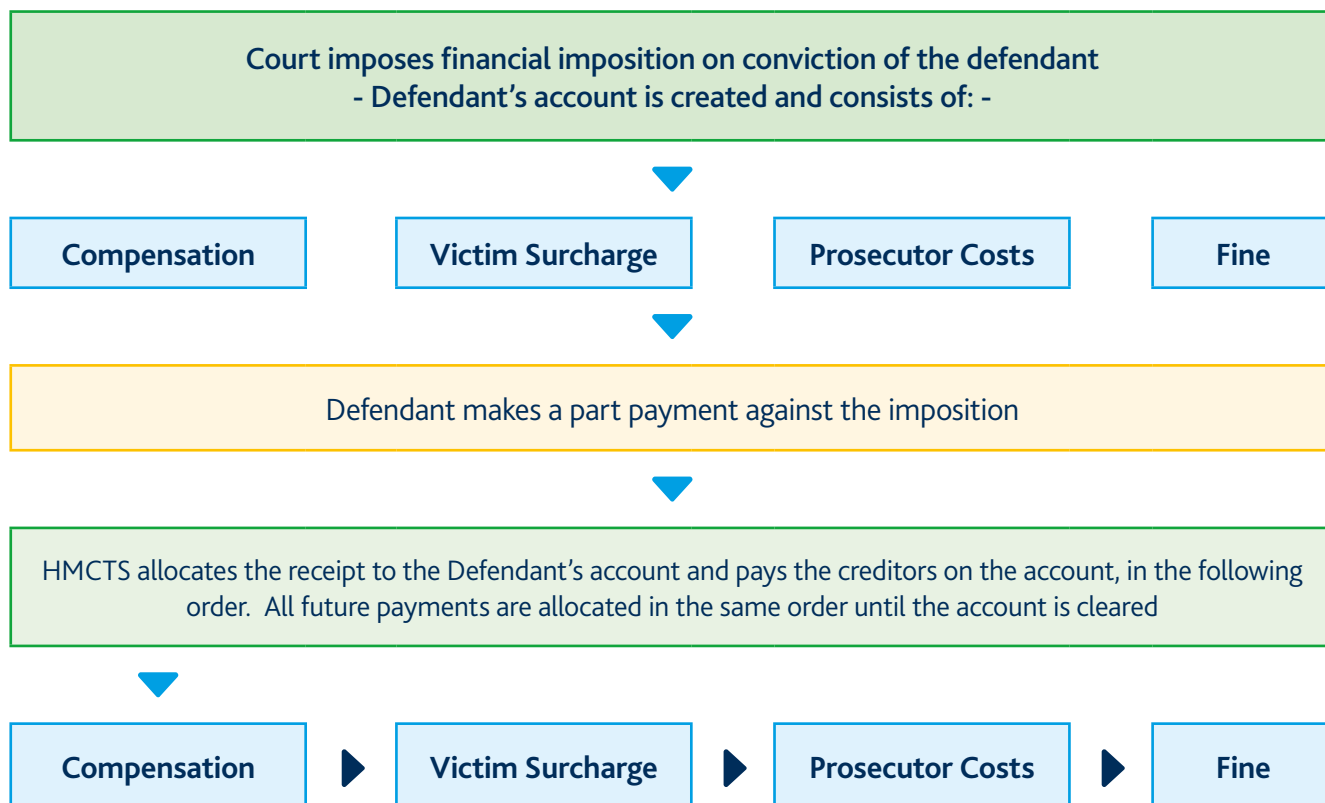 Court imposes financial imposition on conviction of the defendant
- Defendant’s account is created and consists of: -
Compensation
Victim Surcharge
Prosecutor Costs
Fine
Defendant makes a part payment against the imposition
HMCTS allocates the receipt to the Defendant’s account and pays the creditors on the account, in the following
order.  All future payments are allocated in the same order until the account is cleared
Compensation
Victim Surcharge
Prosecutor Costs
Fine